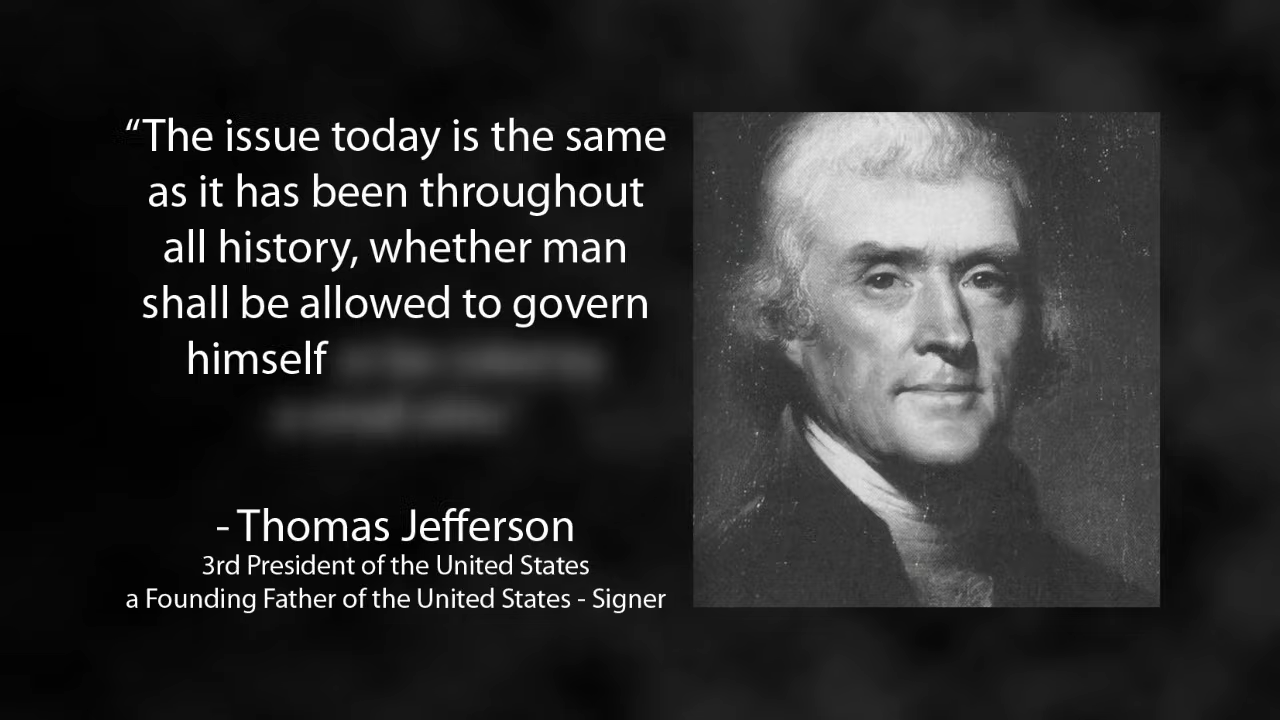 “The issue today is the same
as it has been throughout
all history, whether man
shall be allowed to govern
himself
- Thomas Jefferson
3rd President of the United States
a Founding Father of the United States - Signer